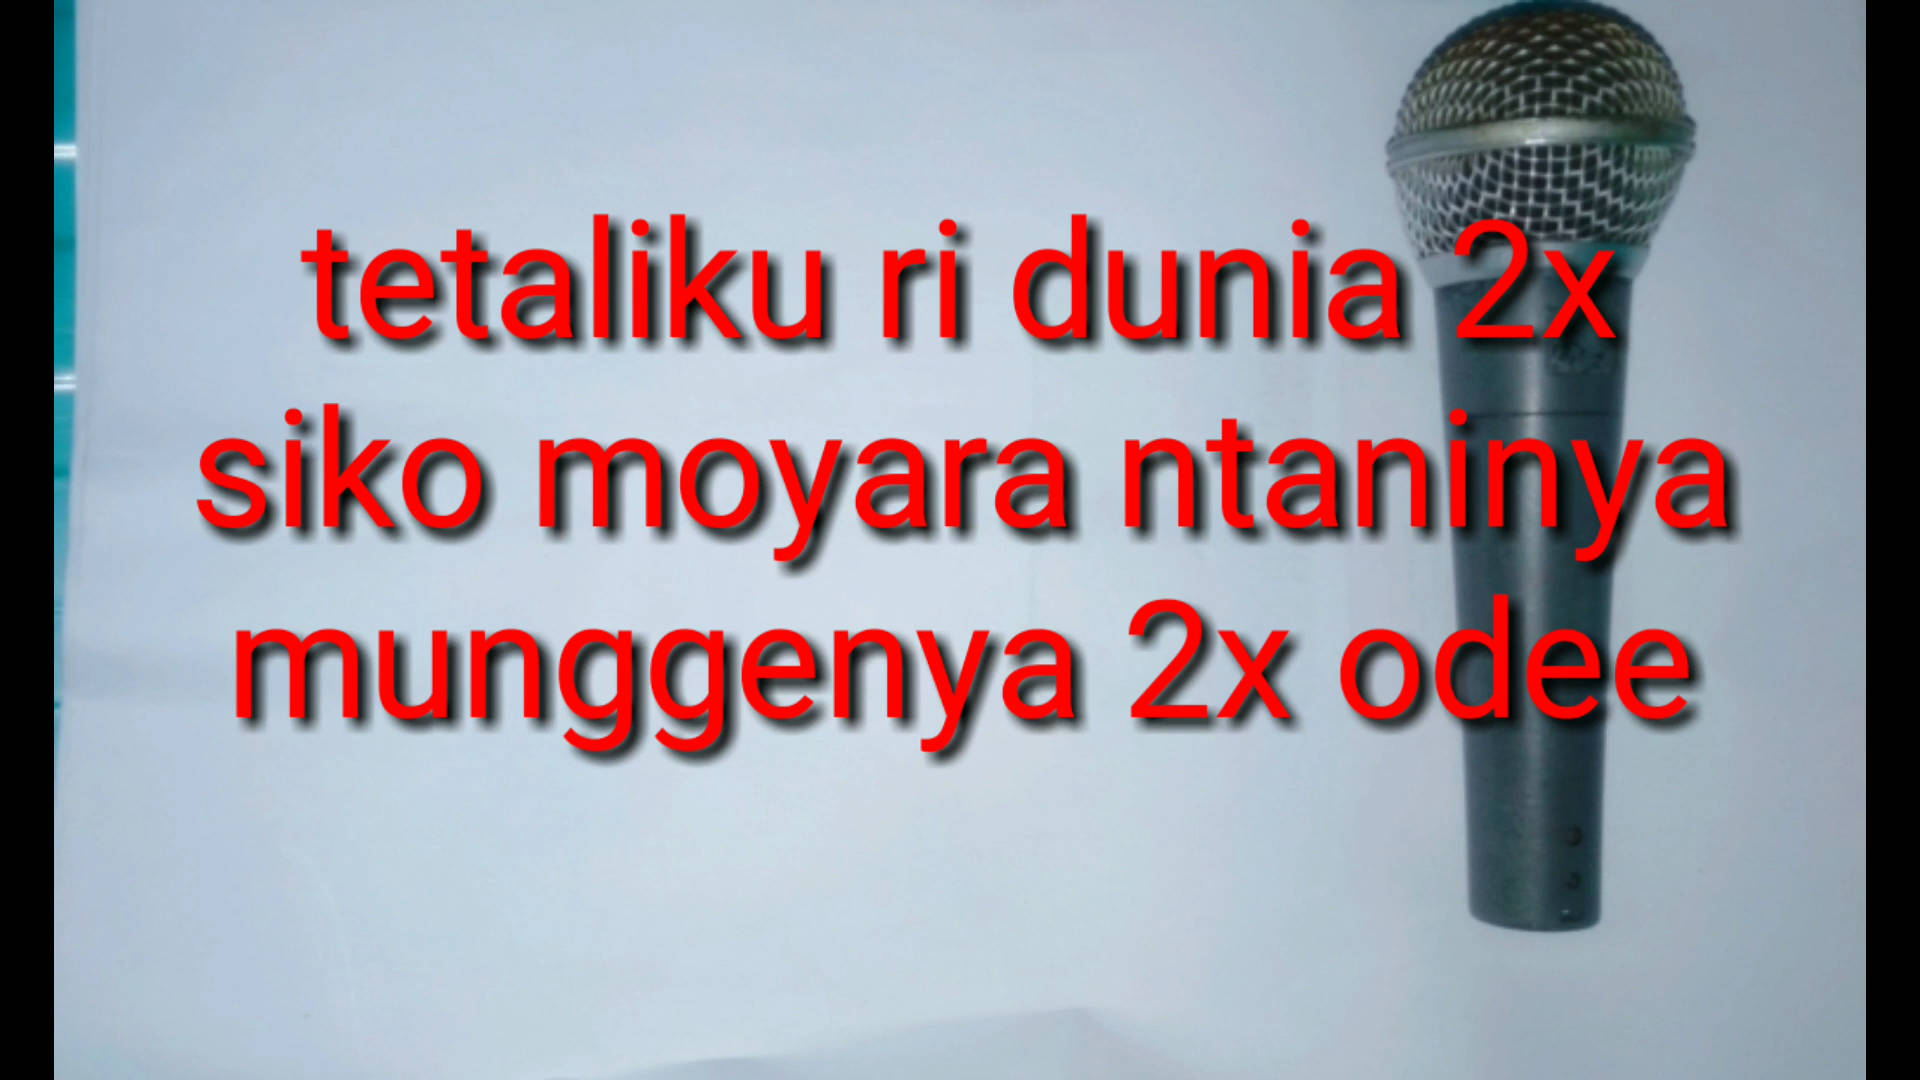 tetaliku ri dunia 2x
siko moyara ntaninya
munggenya 2x odee